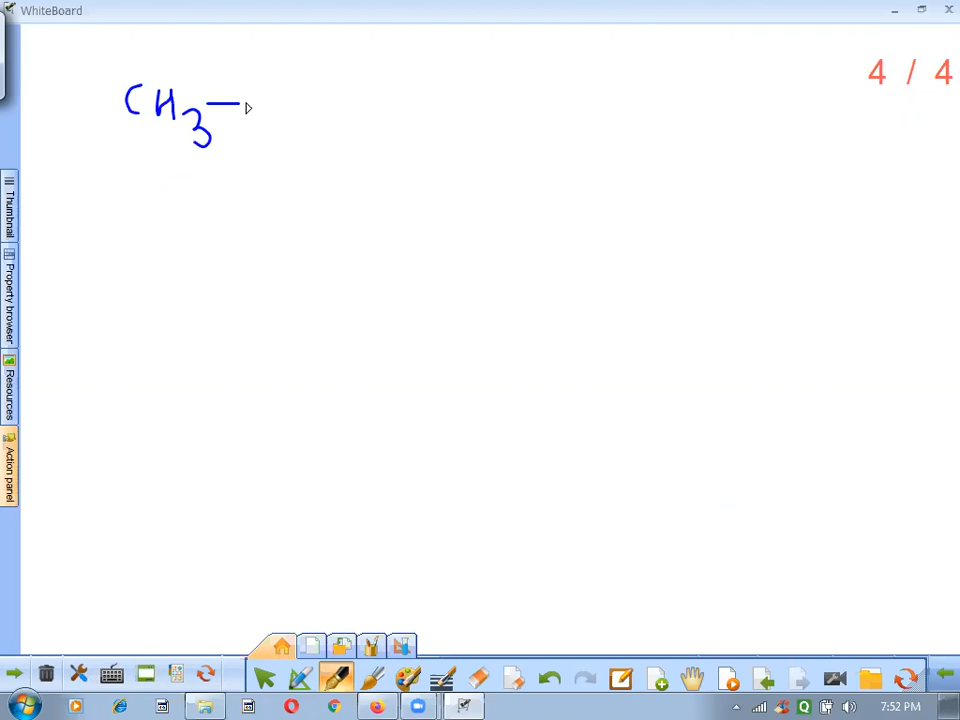 WhiteBoard
4 / 4
CH3—
Thumbnail
Property browser
Resources
Action panel
7:52 PM